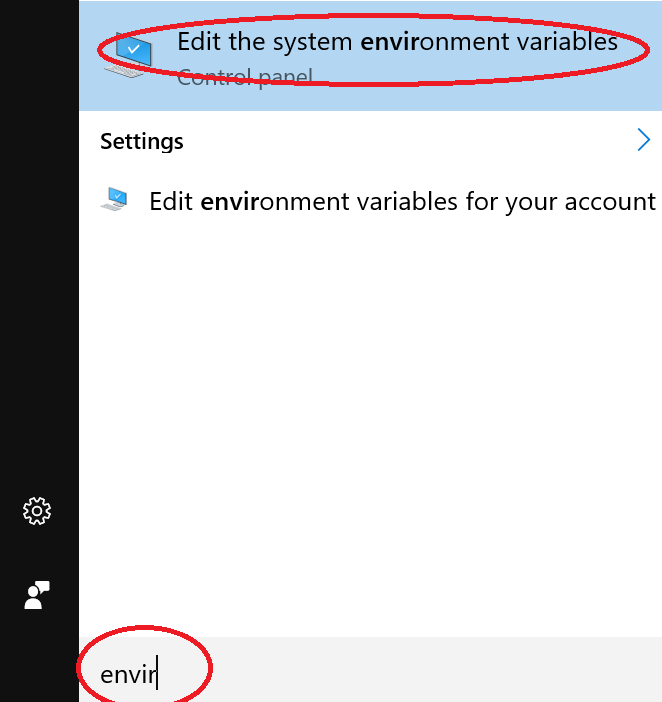 Edit the system environment variables
Control panel
Settings
Edit environment variables for your account
envir